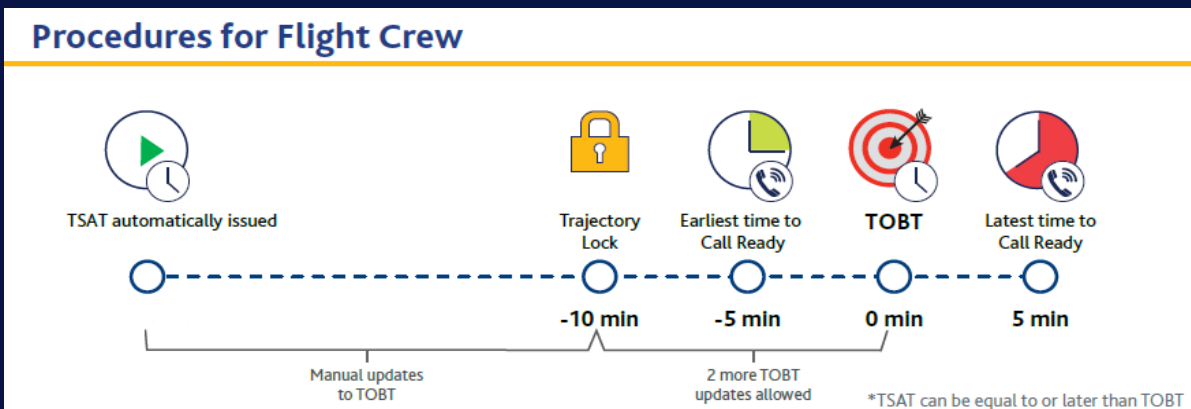 Procedures for Flight Crew
TSAT automatically issued
Trajectory
Lock
Earliest time to
Call Ready
TOBT
Latest time to
Call Ready
-10 min
-5 min
0 min
5 min
Manual updates
to TOBT
2 more TOBT
updates allowed
*TSAT can be equal to or later than TOBT